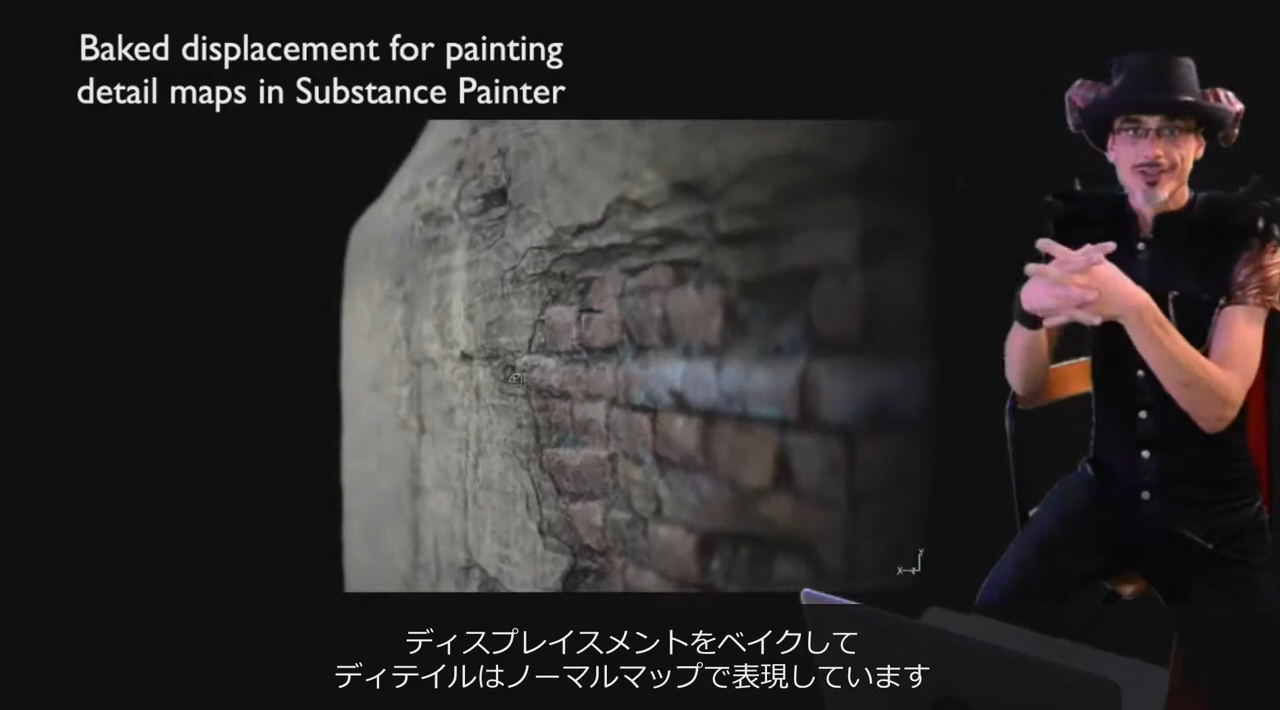 Baked displacement for painting
detail maps in Substance Painter
Y
X
Z
ディスプレイスメントをベイクして
ディテイルはノーマルマップで表現しています